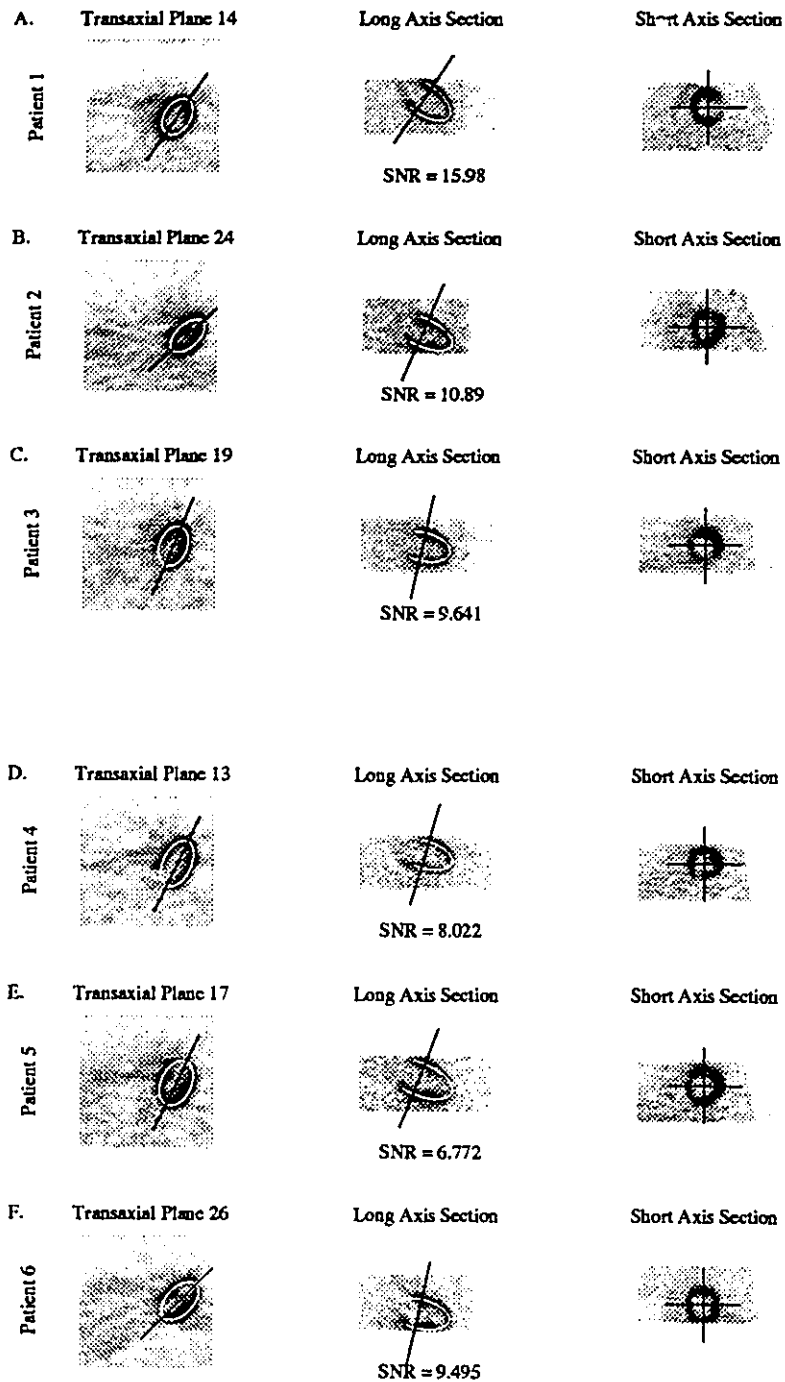 A. Transaxial Plane 14 Long Axis Section Short Axis Section
Patient 1
SNR = 15.98
B. Transaxial Plane 24 Long Axis Section Short Axis Section
Patient 2
SNR = 10.89
C. Transaxial Plane 19 Long Axis Section Short Axis Section
Patient 3
SNR = 9.641
D. Transaxial Plane 13 Long Axis Section Short Axis Section
Patient 4
SNR = 8.022
E. Transaxial Plane 17 Long Axis Section Short Axis Section
Patient 5
SNR = 6.772
F. Transaxial Plane 26 Long Axis Section Short Axis Section
Patient 6
SNR = 9.495